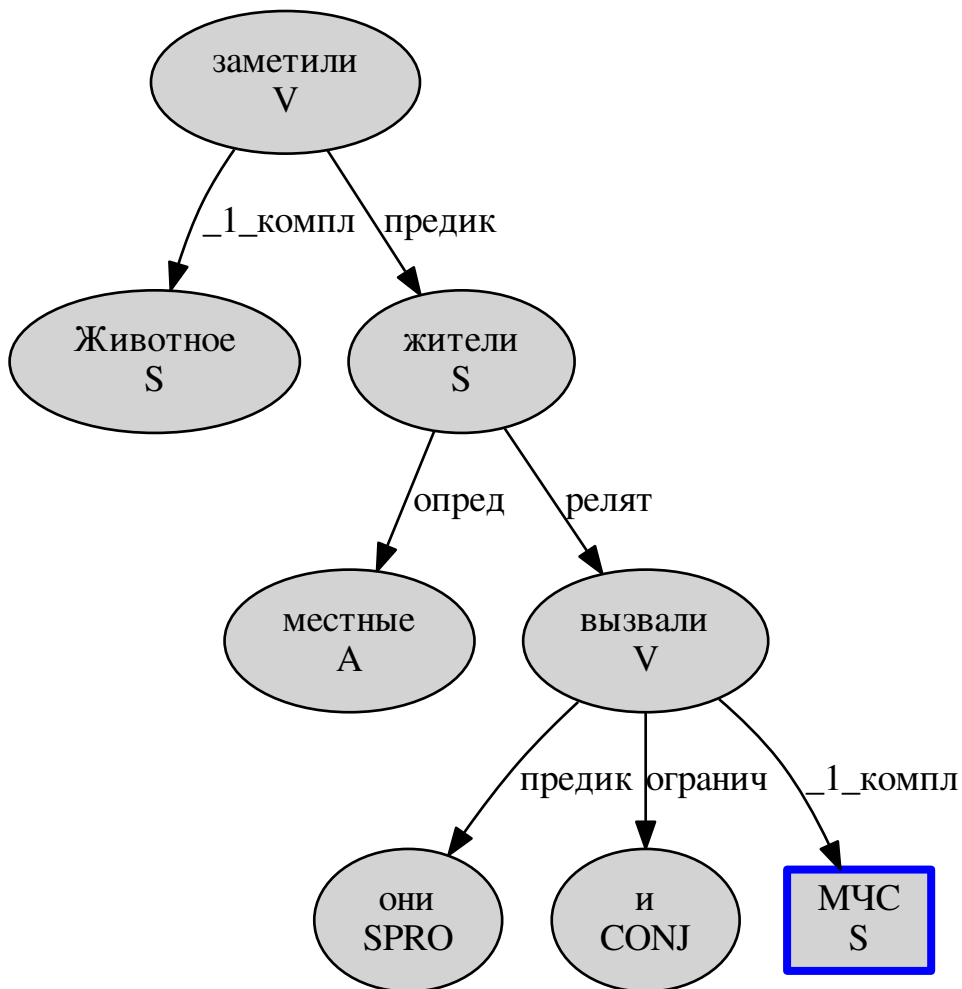 заметили
V
_1_компл
предик
Животное
S
жители
S
опред
релят
местные
A
вызвали
V
предик
огранич
_1_компл
они
SPRO
и
CONJ
МЧС
S